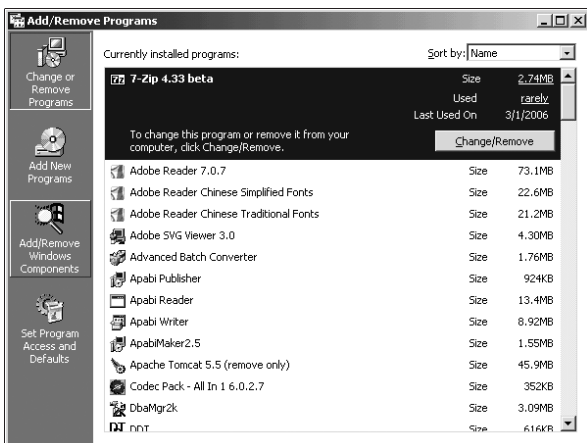 Add/Remove Programs
Change or
Remove
Programs
Add New
Programs
Add/Remove
Windows
Components
Set Program
Access and
Defaults
Currently installed programs:
Sort by: Name
7-Zip 4.33 beta Size 2.74MB
Used rarely
Last Used On 3/1/2006
To change this program or remove it from your
computer, click Change/Remove.
Change/Remove
Adobe Reader 7.0.7 Size 73.1MB
Adobe Reader Chinese Simplified Fonts Size 22.6MB
Adobe Reader Chinese Traditional Fonts Size 21.2MB
Adobe SVG Viewer 3.0 Size 4.30MB
Advanced Batch Converter Size 1.76MB
Apabi Publisher Size 924KB
Apabi Reader Size 13.4MB
Apabi Writer Size 8.92MB
ApabiMaker2.5 Size 1.55MB
Apache Tomcat 5.5 (remove only) Size 45.9MB
Codec Pack - All In 1 6.0.2.7 Size 352KB
DbaMgr2k Size 3.09MB
DDT Size 616KB